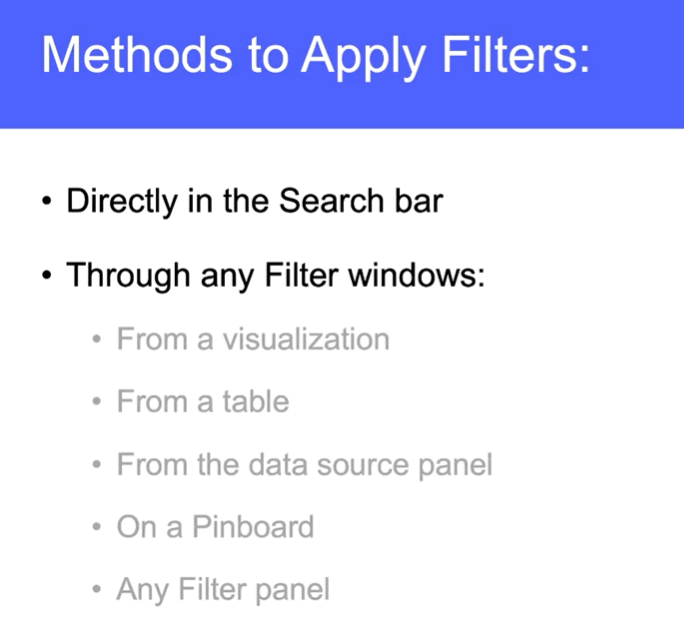 Methods to Apply Filters:
• Directly in the Search bar
• Through any Filter windows:
• From a visualization
• From a table
• From the data source panel
• On a Pinboard
• Any Filter panel